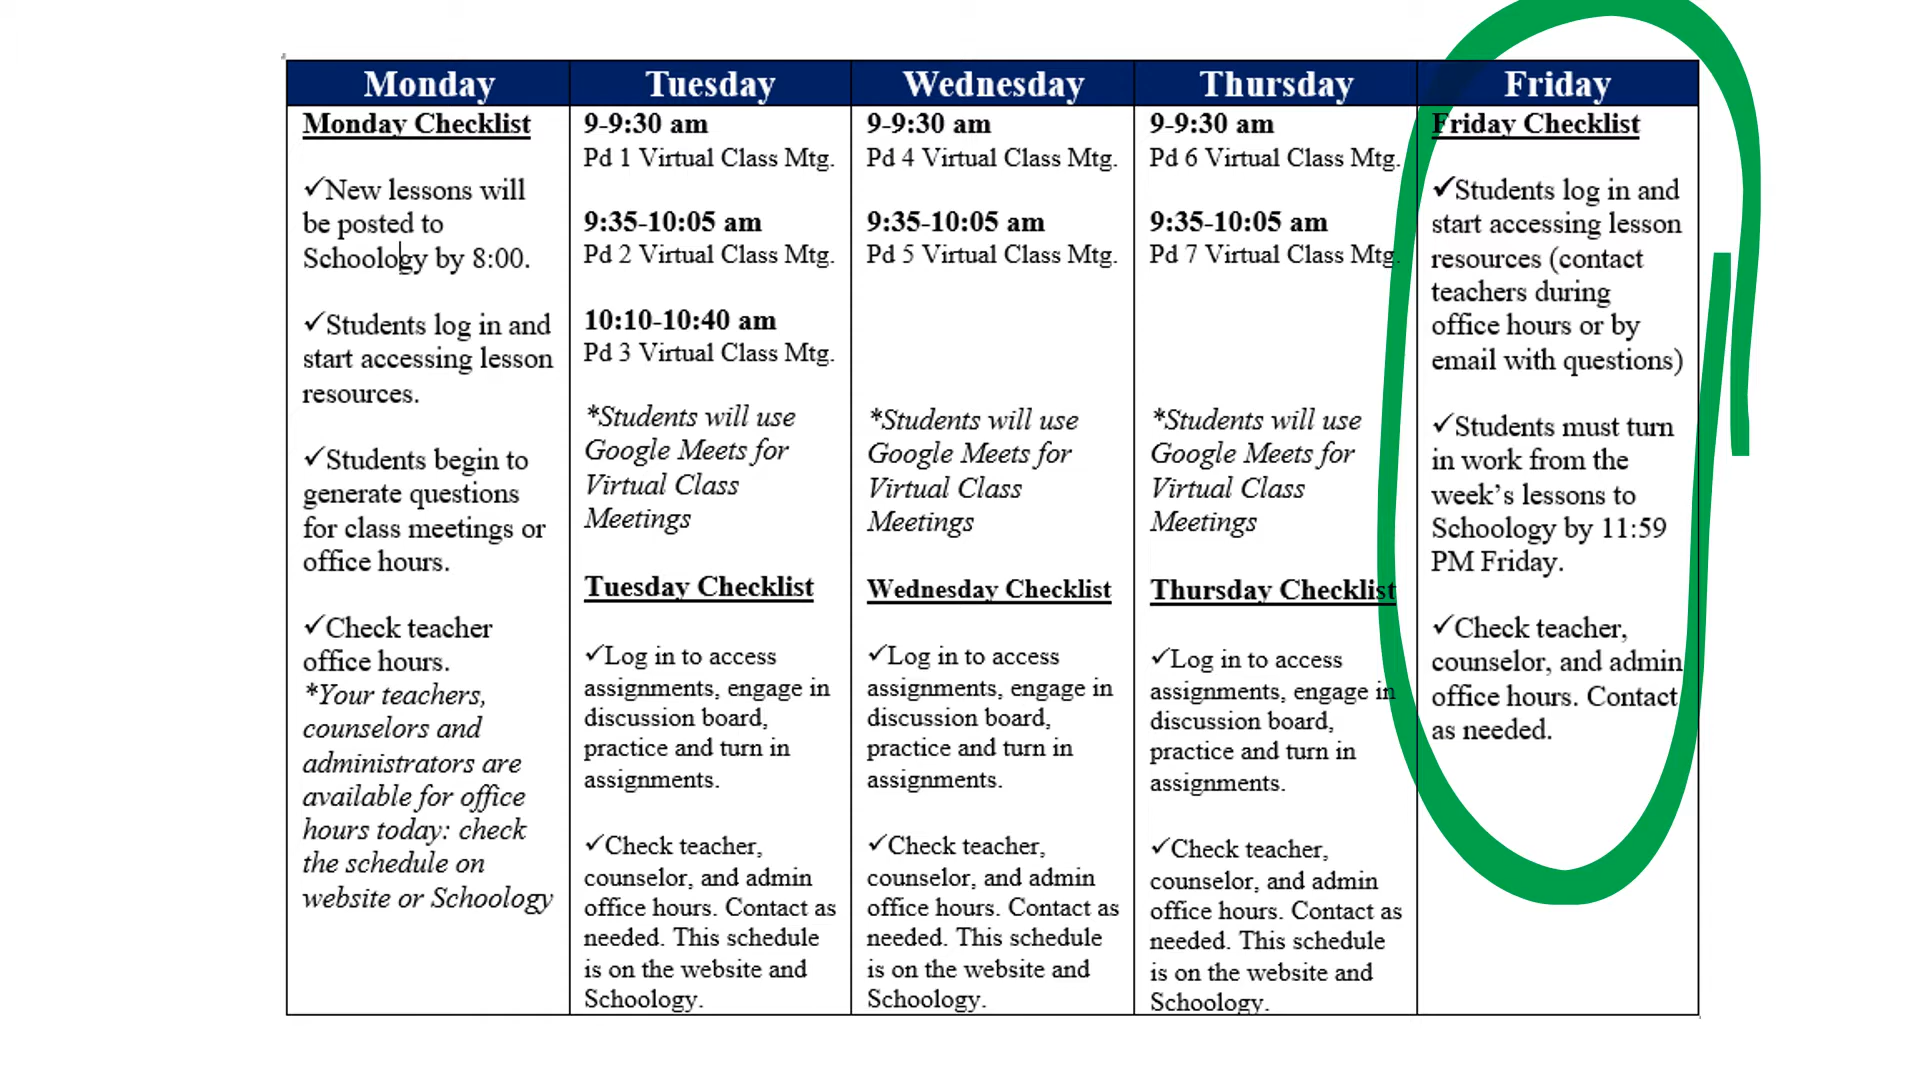 Monday
Monday Checklist
✓New lessons will
be posted to
Schoology by 8:00.
✓Students log in and
start accessing lesson
resources.
✓Students begin to
generate questions
for class meetings or
office hours.
✓Check teacher
office hours.
*Your teachers,
counselors and
administrators are
available for office
hours today: check
the schedule on
website or Schoology
Tuesday
9-9:30 am
Pd 1 Virtual Class Mtg.
9:35-10:05 am
Pd 2 Virtual Class Mtg.
10:10-10:40 am
Pd 3 Virtual Class Mtg.
*Students will use
Google Meets for
Virtual Class
Meetings
Tuesday Checklist
✓Log in to access
assignments, engage in
discussion board,
practice and turn in
assignments.
✓Check teacher,
counselor, and admin
office hours. Contact as
needed. This schedule
is on the website and
Schoology.
Wednesday
9-9:30 am
Pd 4 Virtual Class Mtg.
9:35-10:05 am
Pd 5 Virtual Class Mtg.
*Students will use
Google Meets for
Virtual Class
Meetings
Wednesday Checklist
✓Log in to access
assignments, engage in
discussion board,
practice and turn in
assignments.
✓Check teacher,
counselor, and admin
office hours. Contact as
needed. This schedule
is on the website and
Schoology.
Thursday
9-9:30 am
Pd 6 Virtual Class Mtg.
9:35-10:05 am
Pd 7 Virtual Class Mtg.
*Students will use
Google Meets for
Virtual Class
Meetings
Thursday Checklist
✓Log in to access
assignments, engage in
discussion board,
practice and turn in
assignments.
✓Check teacher,
counselor, and admin
office hours. Contact as
needed. This schedule
is on the website and
Schoology.
Friday
Friday Checklist
✓Students log in and
start accessing lesson
resources (contact
teachers during
office hours or by
email with questions)
✓Students must turn
in work from the
week’s lessons to
Schoology by 11:59
PM Friday.
✓Check teacher,
counselor, and admin
office hours. Contact
as needed.